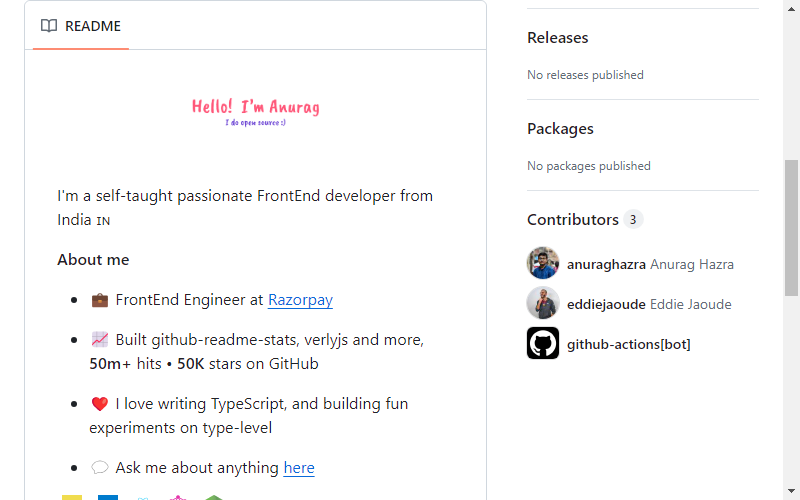 README
Hello! I'm Anurag
I do open source :)
I'm a self-taught passionate FrontEnd developer from
India IN
About me
💼 FrontEnd Engineer at Razorpay
📈 Built github-readme-stats, verlyjs and more,
50m+ hits • 50K stars on GitHub
❤️ I love writing TypeScript, and building fun
experiments on type-level
💬 Ask me about anything here
Releases
No releases published
Packages
No packages published
Contributors 3
anuraghazra Anurag Hazra
eddiejaoude Eddie Jaoude
github-actions[bot]